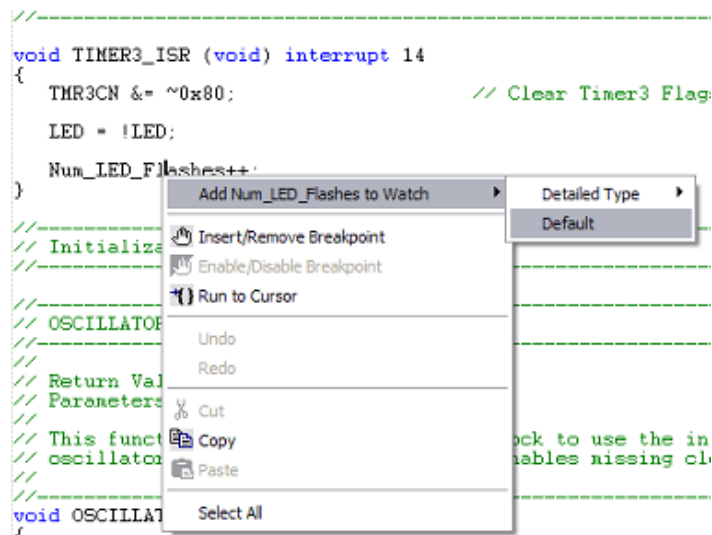 //
void TIMER3_ISR (void) interrupt 14
{
TMR3CN &= ~0x80; // Clear Timer3 Flag
LED = !LED;
Num_LED_Flashes++;
}
Add Num_LED_Flashes to Watch
Detailed Type
Default
Insert/Remove Breakpoint
Enable/Disable Breakpoint
Run to Cursor
Undo
Redo
Cut
Copy
Paste
Select All
//
// Initializa
//
//
// OSCILLATOR
//
//
// Return Val
// Parameters
//
// This funct ock to use the in
// oscillator nables missing clo
//
//
void OSCILLAT
{